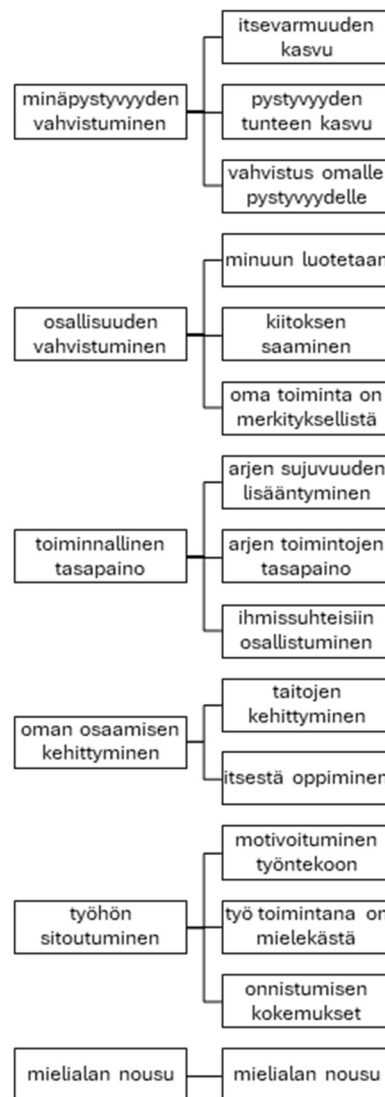 minäpystyvyyden
vahvistuminen
itsevarmuuden
kasvu
pystyvyyden
tunteen kasvu
vahvistus omalle
pystyvyydelle
osallisuuden
vahvistuminen
minuun luotetaan
kiitoksen
saaminen
oma toiminta on
merkityksellistä
toiminnallinen
tasapaino
arjen sujuvuuden
lisääntyminen
arjen toimintojen
tasapaino
ihmissuhteisiin
osallistuminen
oman osaamisen
kehittyminen
taitojen
kehittyminen
itsestä oppiminen
työhön
sitoutuminen
motivoituminen
työntekoon
työ toimintana on
mielekästä
onnistumisen
kokemukset
mielialan nousu
mielialan nousu